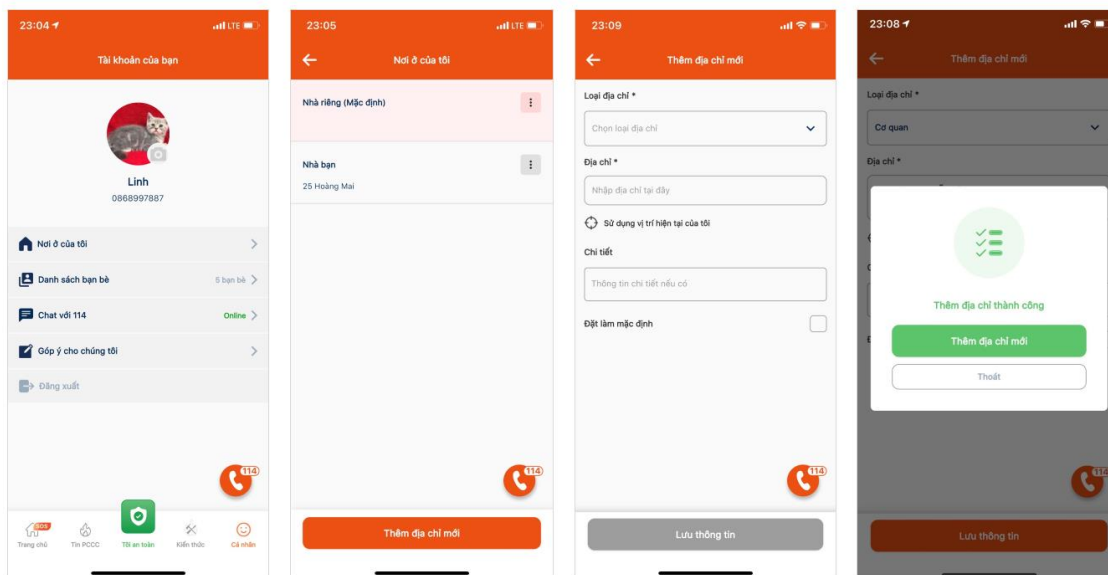 23:04
LTE
Tài khoản của bạn
Linh
0868997887
Nơi ở của tôi
Danh sách bạn bè
5 bạn bè
Chat với 114
Online
Góp ý cho chúng tôi
Đăng xuất
114
SOS
Trang chủ
Tin PCCC
Tôi an toàn
Kiến thức
Cá nhân
23:05
LTE
Nơi ở của tôi
Nhà riêng (Mặc định)
Nhà bạn
25 Hoàng Mai
114
Thêm địa chỉ mới
23:09
Thêm địa chỉ mới
Loại địa chỉ *
Chọn loại địa chỉ
Địa chỉ *
Nhập địa chỉ tại đây
Sử dụng vị trí hiện tại của tôi
Chi tiết
Thông tin chi tiết nếu có
Đặt làm mặc định
114
Lưu thông tin
23:08
Thêm địa chỉ mới
Loại địa chỉ *
Cơ quan
Địa chỉ *
Thêm địa chỉ thành công
Thêm địa chỉ mới
Thoát
114
Lưu thông tin